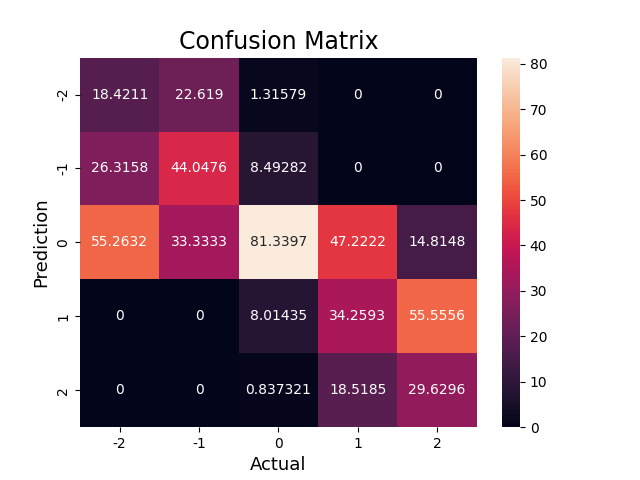 Confusion Matrix
-2 18.4211 22.619 1.31579 0 0
-1 26.3158 44.0476 8.49282 0 0
0 55.2632 33.3333 81.3397 47.2222 14.8148
1 0 0 8.01435 34.2593 55.5556
2 0 0 0.837321 18.5185 29.6296
-2 -1 0 1 2
Actual
Prediction
80
70
60
50
40
30
20
10
0